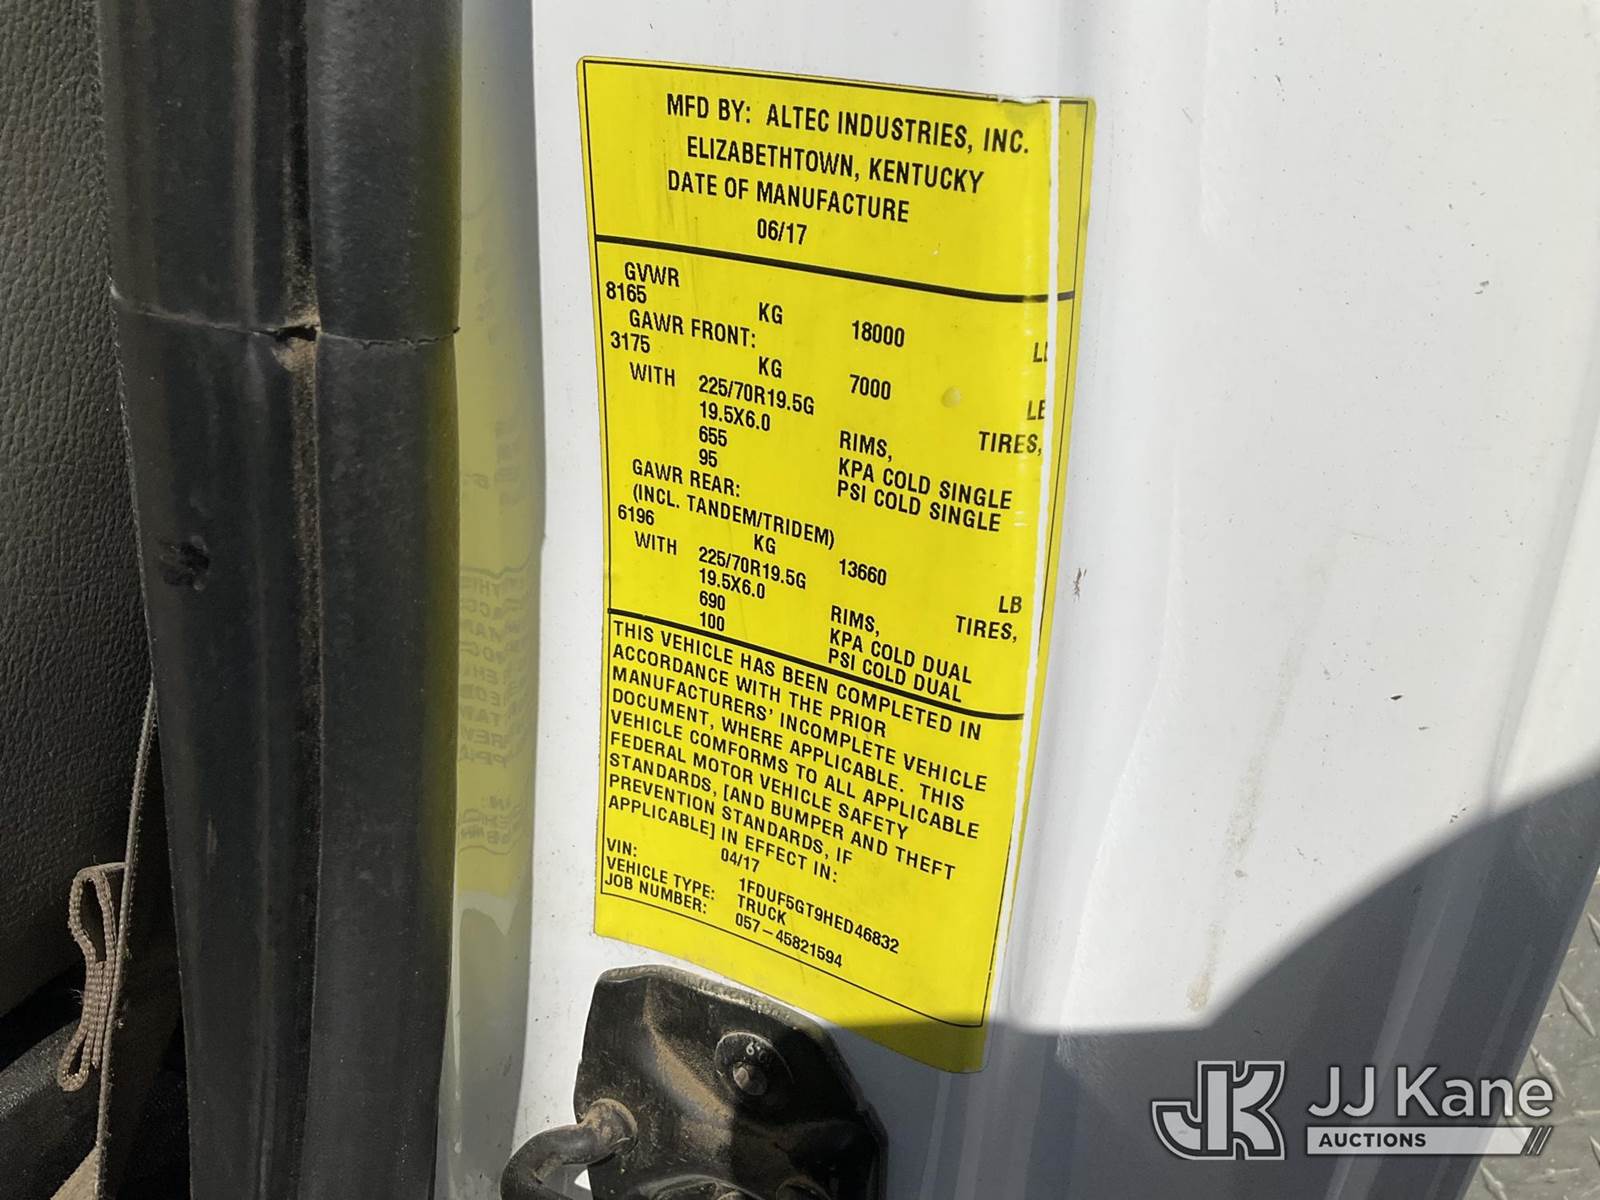 MFD BY: ALTEC INDUSTRIES, INC.
ELIZABETHTOWN, KENTUCKY
DATE OF MANUFACTURE
06/17
GVWR
8165 KG 18000
GAWR FRONT:
3175 KG 7000
WITH 225/70R19.5G TIRES,
19.5X6.0 RIMS,
655 KPA COLD SINGLE
95 PSI COLD SINGLE
GAWR REAR:
(INCL. TANDEM/TRIDEM)
6196 KG 13660 LB
WITH 225/70R19.5G TIRES,
19.5X6.0 RIMS,
690 KPA COLD DUAL
100 PSI COLD DUAL
THIS VEHICLE HAS BEEN COMPLETED IN
ACCORDANCE WITH THE PRIOR
MANUFACTURERS' INCOMPLETE VEHICLE
DOCUMENT, WHERE APPLICABLE. THIS
VEHICLE COMFORMS TO ALL APPLICABLE
FEDERAL MOTOR VEHICLE SAFETY
STANDARDS, [AND BUMPER AND THEFT
PREVENTION STANDARDS, IF
APPLICABLE] IN EFFECT IN:
04/17
VIN: 1FDUF5GT9HED46832
VEHICLE TYPE: TRUCK
JOB NUMBER: 057-45821594
JK JJ Kane
AUCTIONS